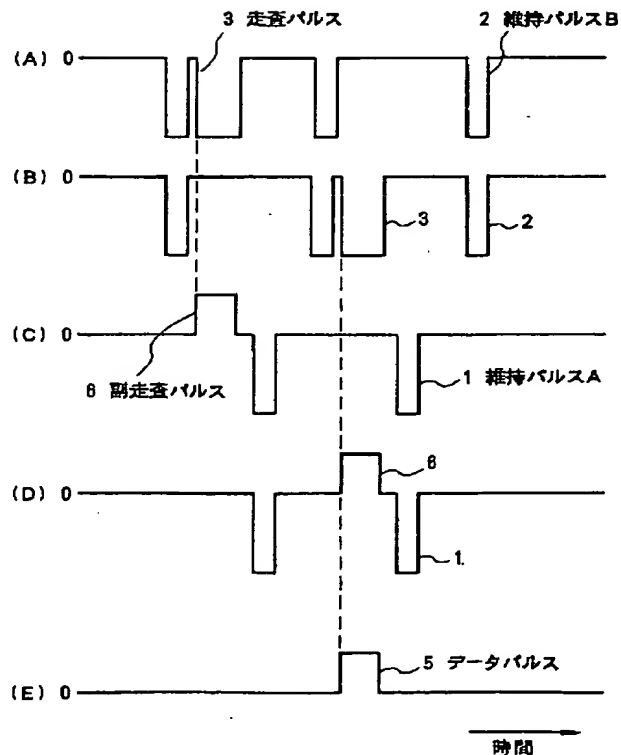 3 走査パルス
2 維持パルスB
(A) 0
(B) 0
3
2
(C) 0
6 副走査パルス
1 維持パルスA
(D) 0
6
1.
(E) 0
5 データパルス
時間